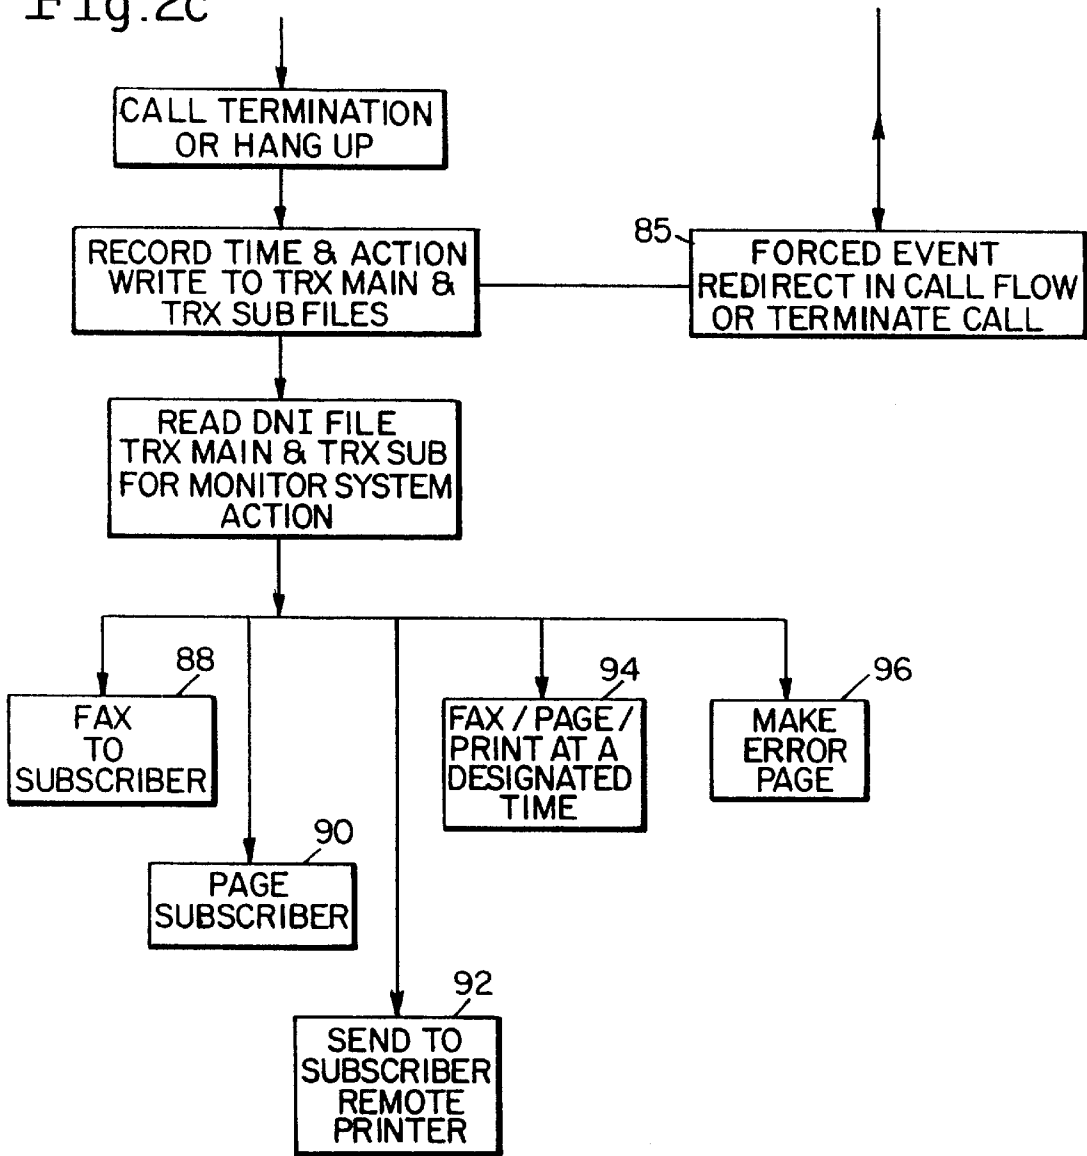 Fig.2c
CALL TERMINATION
OR HANG UP
RECORD TIME & ACTION
WRITE TO TRX MAIN &
TRX SUB FILES
85
FORCED EVENT
REDIRECT IN CALL FLOW
OR TERMINATE CALL
READ DNI FILE
TRX MAIN & TRX SUB
FOR MONITOR SYSTEM
ACTION
88
FAX
TO
SUBSCRIBER
90
PAGE
SUBSCRIBER
92
SEND TO
SUBSCRIBER
REMOTE
PRINTER
94
FAX / PAGE /
PRINT AT A
DESIGNATED
TIME
96
MAKE
ERROR
PAGE